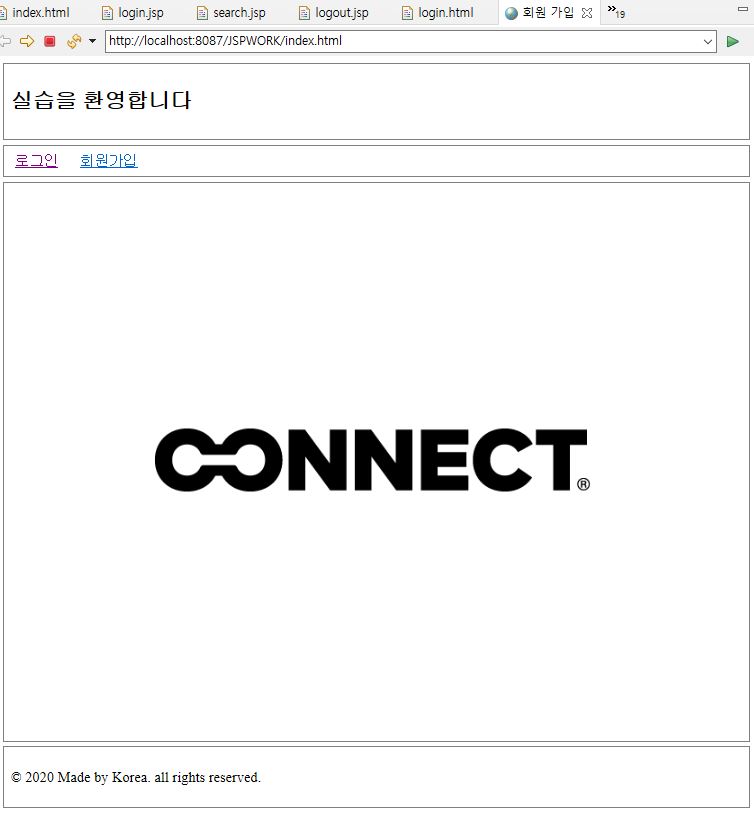 index.html login.jsp search.jsp logout.jsp login.html 회원 가입 19
http://localhost:8087/JSPWORK/index.html
실습을 환영합니다
로그인 회원가입
CONNECT®
© 2020 Made by Korea. all rights reserved.